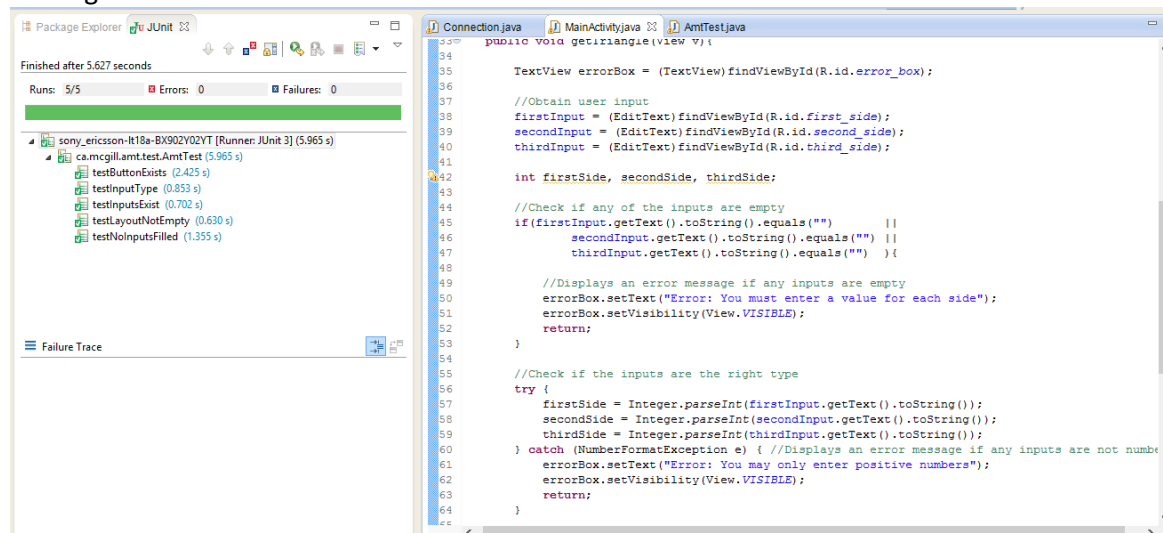 Package Explorer JUnit
Finished after 5.627 seconds
Runs: 5/5 Errors: 0 Failures: 0
sony_ericsson-lt18a-BX902Y02YT [Runner: JUnit 3] (5.965 s)
ca.mcgill.amt.test.AmtTest (5.965 s)
testButtonExists (2.425 s)
testInputType (0.853 s)
testInputsExist (0.702 s)
testLayoutNotEmpty (0.630 s)
testNoInputsFilled (1.355 s)
Failure Trace
Connection.java MainActivity.java AmtTest.java
33 public void getTriangle(View v){
34
35 TextView errorBox = (TextView)findViewById(R.id.error_box);
36
37 //Obtain user input
38 firstInput = (EditText)findViewById(R.id.first_side);
39 secondInput = (EditText)findViewById(R.id.second_side);
40 thirdInput = (EditText)findViewById(R.id.third_side);
41
42 int firstSide, secondSide, thirdSide;
43
44 //Check if any of the inputs are empty
45 if(firstInput.getText().toString().equals("") ||
46 secondInput.getText().toString().equals("") ||
47 thirdInput.getText().toString().equals("") ){
48
49 //Displays an error message if any inputs are empty
50 errorBox.setText("Error: You must enter a value for each side");
51 errorBox.setVisibility(View.VISIBLE);
52 return;
53 }
54
55 //Check if the inputs are the right type
56 try {
57 firstSide = Integer.parseInt(firstInput.getText().toString());
58 secondSide = Integer.parseInt(secondInput.getText().toString());
59 thirdSide = Integer.parseInt(thirdInput.getText().toString());
60 } catch (NumberFormatException e) { //Displays an error message if any inputs are not numbe
61 errorBox.setText("Error: You may only enter positive numbers");
62 errorBox.setVisibility(View.VISIBLE);
63 return;
64 }
65